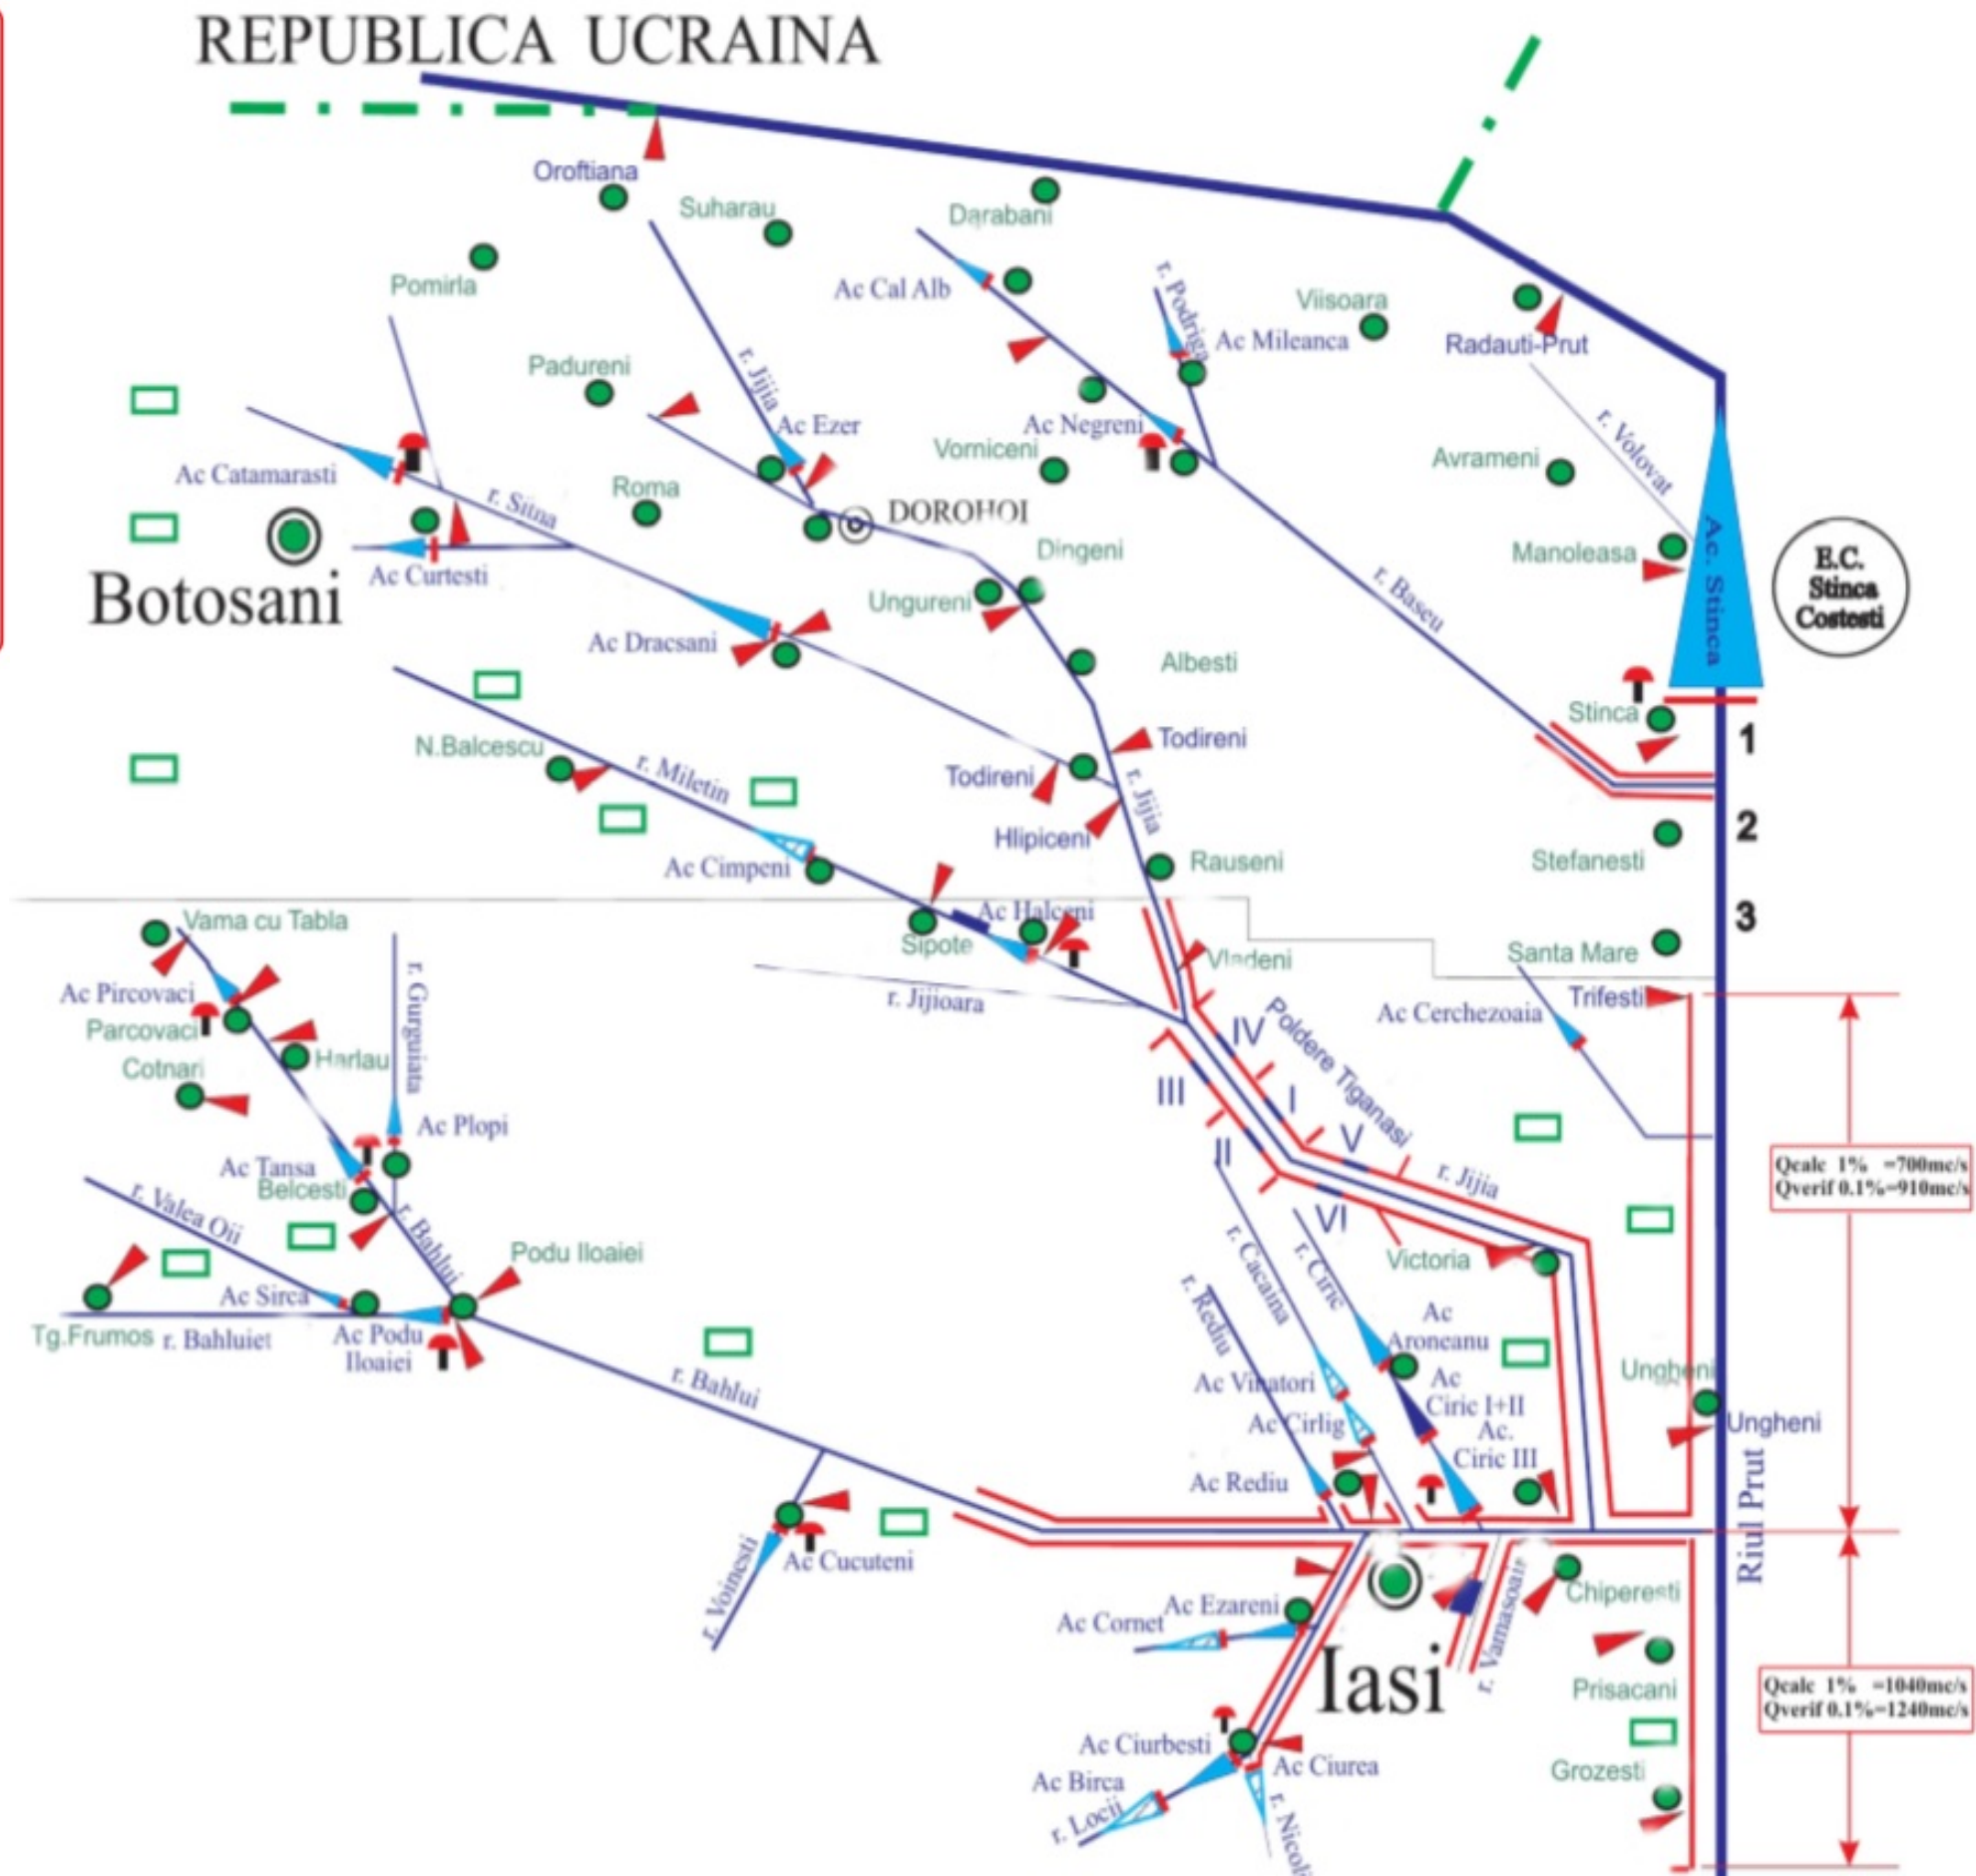 REPUBLICA UCRAINA
Oroftiana
Suharau
Darabani
Pomirla
Ac Cal Alb
r. Podriga
Ac Mileanca
Viisoara
Radauti-Prut
Padureni
r. Jijia
Ac Ezer
Ac Negreni
Vorniceni
r. Volovat
Avrameni
Ac Catamarasti
r. Sitna
Roma
DOROHOI
Dingeni
Manoleasa
Ac. Stinca
E.C.
Stinca
Costesti
Botosani
Ac Curtesti
Ungureni
r. Baseu
Ac Dracsani
Albesti
Stinca
1
N.Balcescu
r. Miletin
Todireni
Todireni
r. Jijia
Hlipiceni
2
Ac Cimpeni
Rauseni
Stefanesti
3
Vama cu Tabla
Ac Halceni
Sipote
Vladeni
Santa Mare
Ac Pircovaci
r. Gurguiata
r. Jijioara
Poldere Tiganasi
Ac Cerchezoaia
Trifesti
Parcovaci
Harlau
Cotnari
IV
III
I
V
II
VI
r. Jijia
Ac Plopi
Ac Tansa
Belcesti
r. Valea Oii
r. Bahlui
Qcalc 1% =700mc/s
Qverif 0.1%=910mc/s
Podu Iloaiei
r. Cacaina
r. Ciric
Victoria
r. Rediu
Ac Sirca
Tg.Frumos
r. Bahluiet
Ac Podu
Iloaiei
Ac
Aroneanu
Ungheni
r. Bahlui
Ac Vinatori
Ac
Ciric I+II
Ac Cirlig
Ac.
Ciric III
Ungheni
Ac Rediu
Riul Prut
r. Voinesti
Ac Cucuteni
Chiperesti
Ac Cornet
Ac Ezareni
Iasi
r. Vamasoaia
Prisacani
Qcalc 1% =1040mc/s
Qverif 0.1%=1240mc/s
Ac Ciurbesti
Ac Ciurea
Grozesti
Ac Birca
r. Locii
r. Nicoli